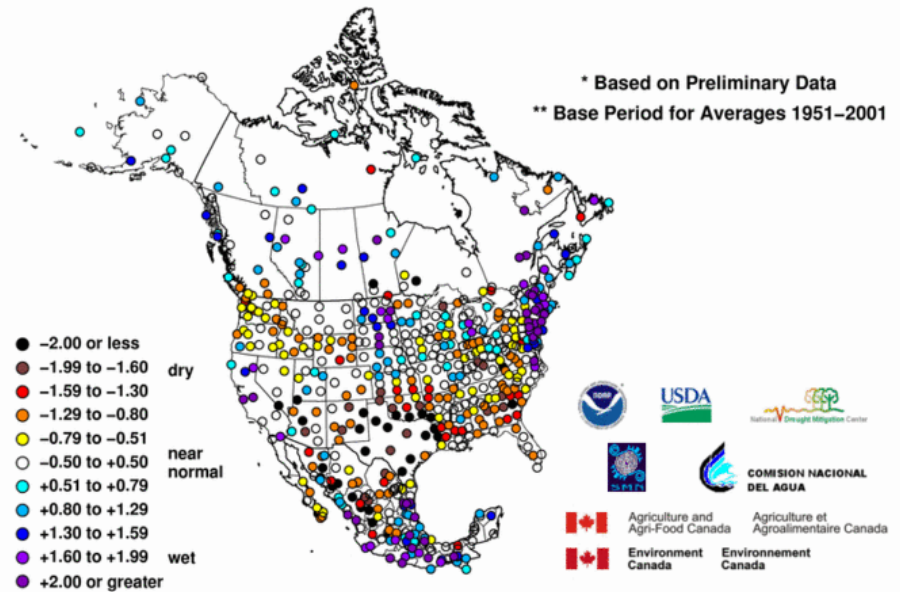 * Based on Preliminary Data
** Base Period for Averages 1951–2001
−2.00 or less
−1.99 to −1.60
dry
−1.59 to −1.30
−1.29 to −0.80
−0.79 to −0.51
−0.50 to +0.50
near
normal
+0.51 to +0.79
+0.80 to +1.29
+1.30 to +1.59
+1.60 to +1.99
wet
+2.00 or greater
USDA
National Drought Mitigation Center
SMN
COMISION NACIONAL
DEL AGUA
Agriculture and
Agri-Food Canada
Agriculture et
Agroalimentaire Canada
Environment
Canada
Environnement
Canada